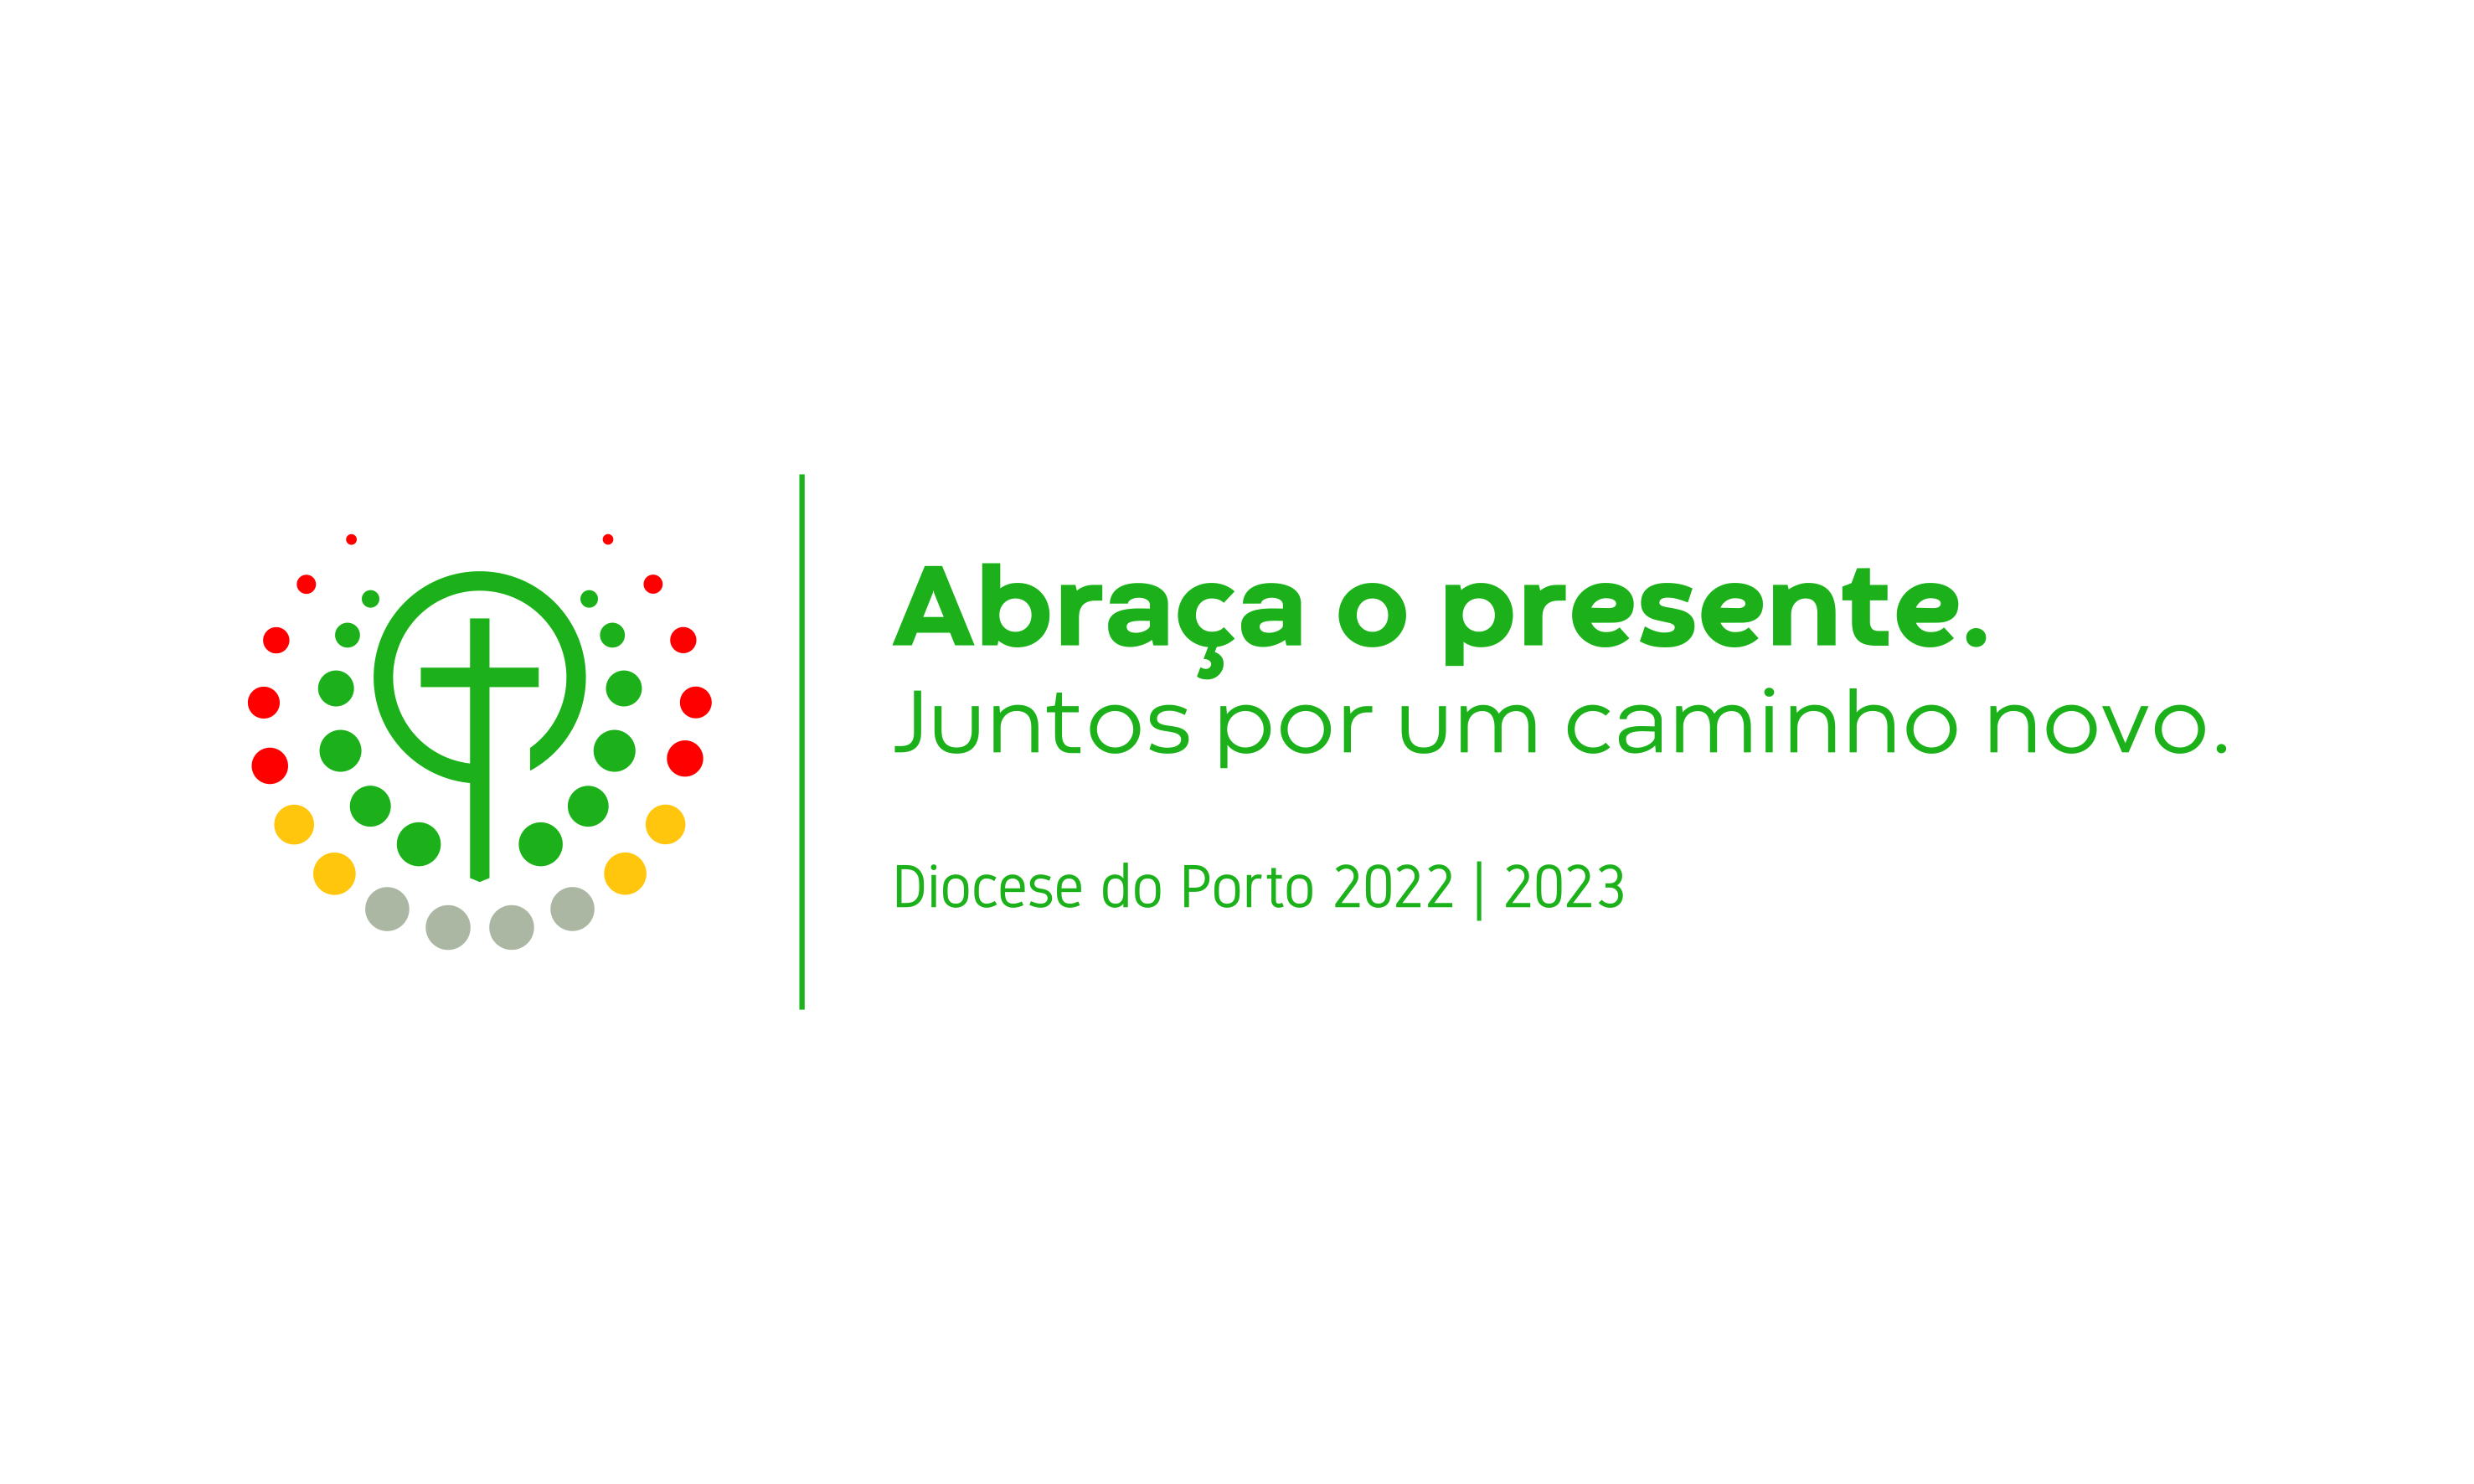 Abraça o presente.
Juntos por um caminho novo.
Diocese do Porto 2022 | 2023